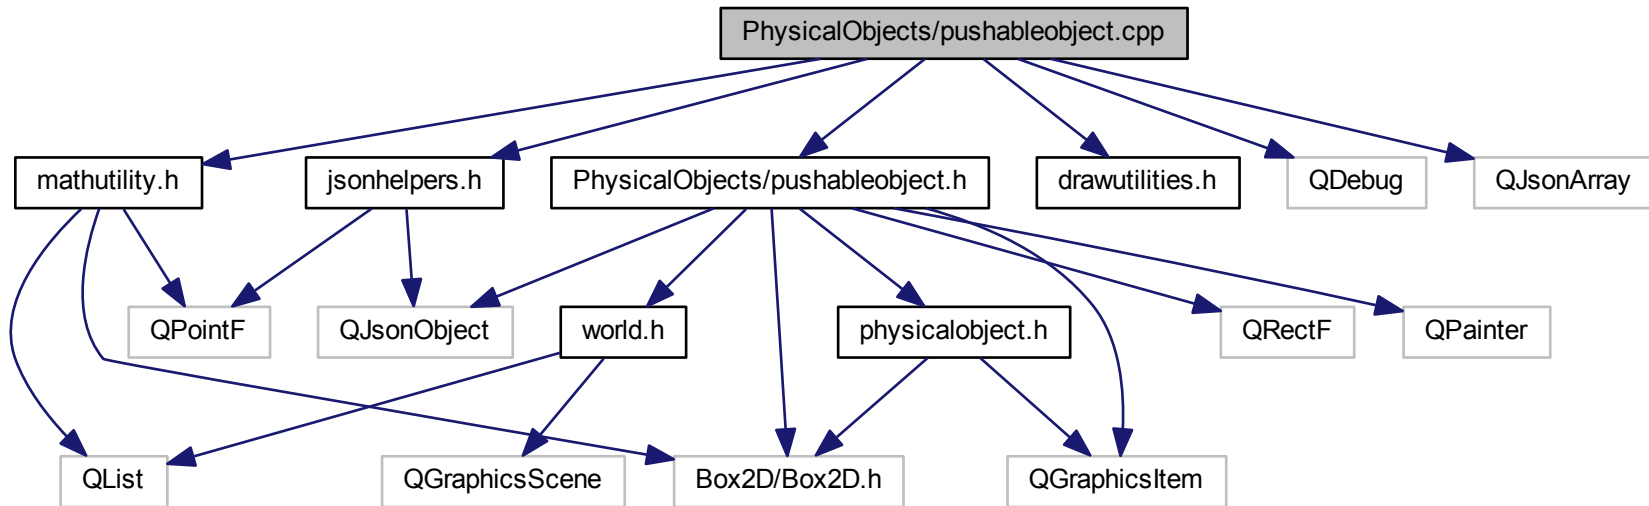 PhysicalObjects/pushableobject.cpp
mathutility.h
jsonhelpers.h
PhysicalObjects/pushableobject.h
drawutilities.h
QDebug
QJsonArray
QPointF
QJsonObject
world.h
physicalobject.h
QRectF
QPainter
QList
QGraphicsScene
Box2D/Box2D.h
QGraphicsItem